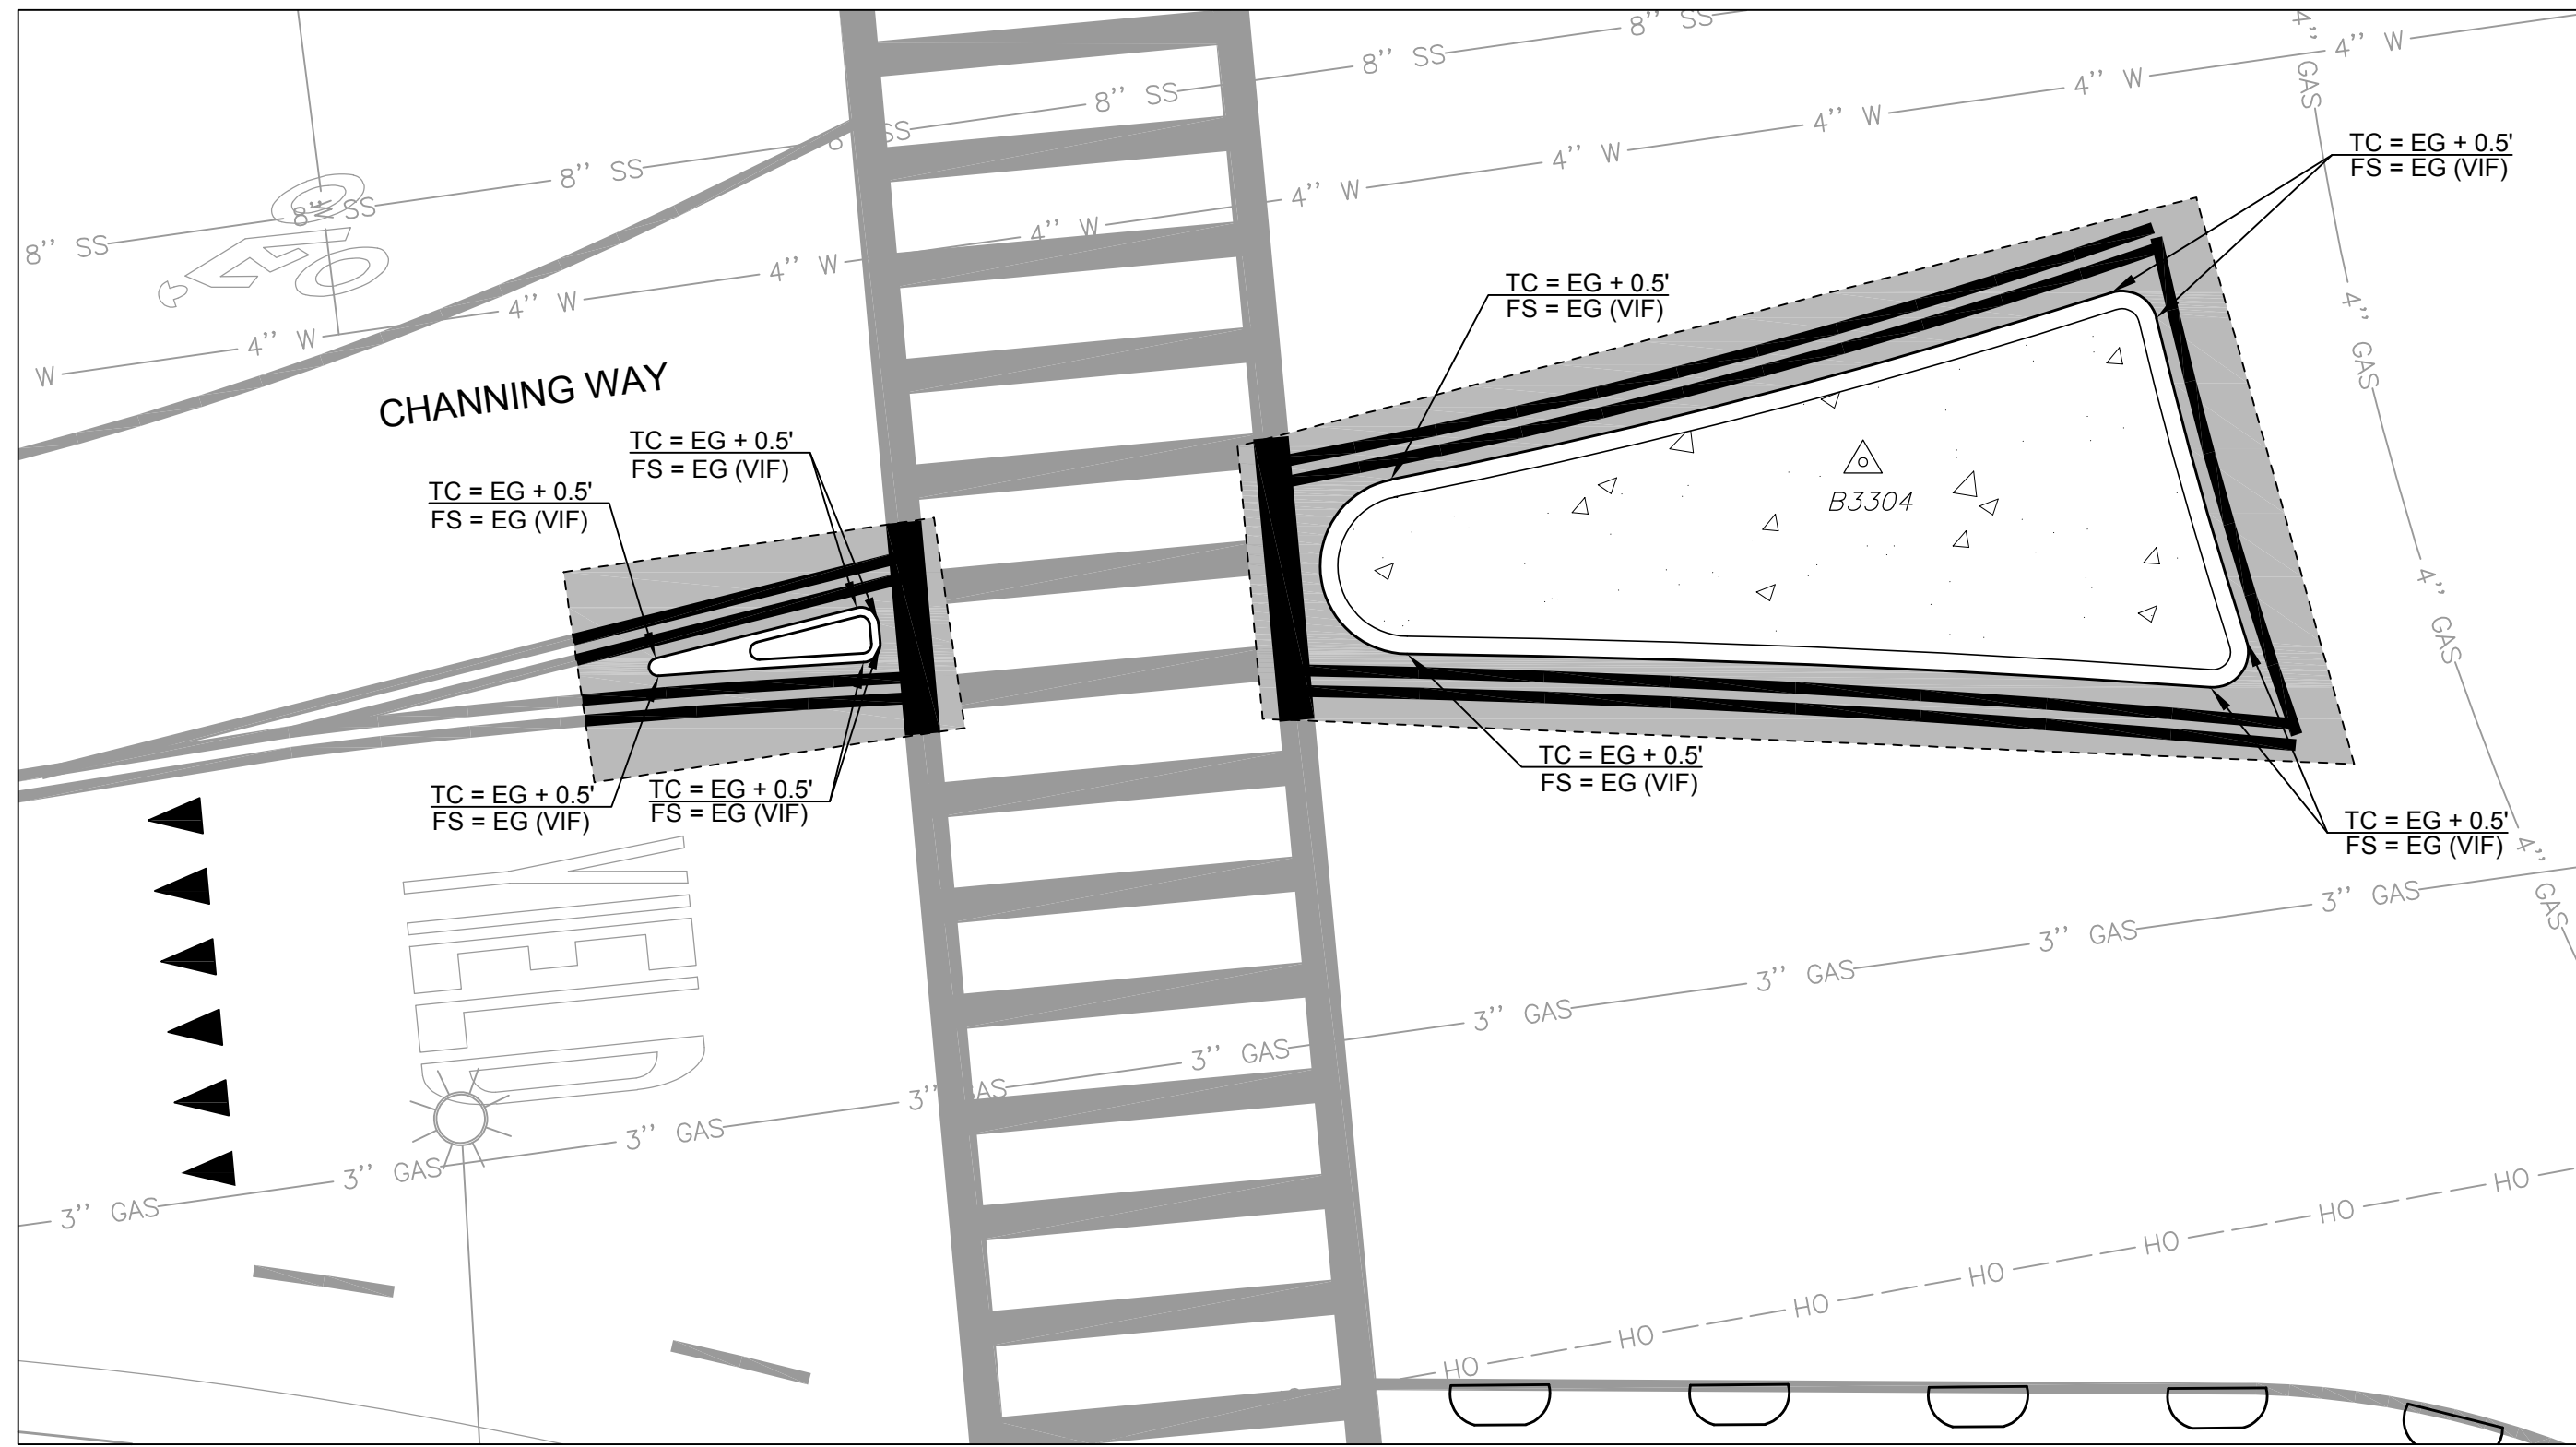 8'' SS
8'' SS
8'' SS
8'' SS
8'' SS
8'' SS
8'' SS
4'' W
4'' W
4'' W
4'' W
4'' W
4'' W
4'' W
4'' W
4'' W
W
4'' GAS
4'' GAS
4'' GAS
4'' GAS
CHANNING WAY
TC = EG + 0.5'
FS = EG (VIF)
TC = EG + 0.5'
FS = EG (VIF)
TC = EG + 0.5'
FS = EG (VIF)
TC = EG + 0.5'
FS = EG (VIF)
B3304
TC = EG + 0.5'
FS = EG (VIF)
TC = EG + 0.5'
FS = EG (VIF)
TC = EG + 0.5'
FS = EG (VIF)
TC = EG + 0.5'
FS = EG (VIF)
YIELD
3'' GAS
3'' GAS
3'' GAS
3'' GAS
3'' GAS
3'' GAS
3'' GAS
3'' GAS
3'' GAS
HO
HO
HO
HO
HO
HO
HO